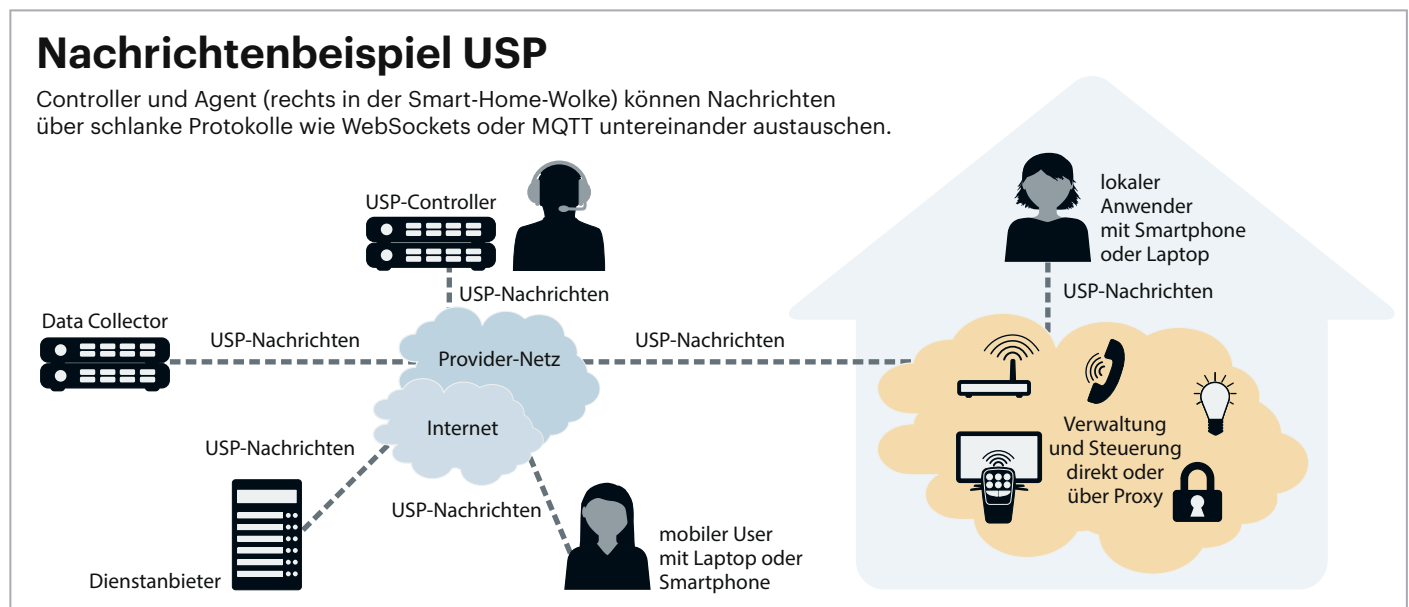 Nachrichtenbeispiel USP
Controller und Agent (rechts in der Smart-Home-Wolke) können Nachrichten
über schlanke Protokolle wie WebSockets oder MQTT untereinander austauschen.
USP-Controller
lokaler
Anwender
mit Smartphone
oder Laptop
USP-Nachrichten
USP-Nachrichten
Data Collector
USP-Nachrichten
USP-Nachrichten
Provider-Netz
Internet
Verwaltung
und Steuerung
direkt oder
über Proxy
USP-Nachrichten
USP-Nachrichten
mobiler User
mit Laptop oder
Smartphone
Dienstanbieter